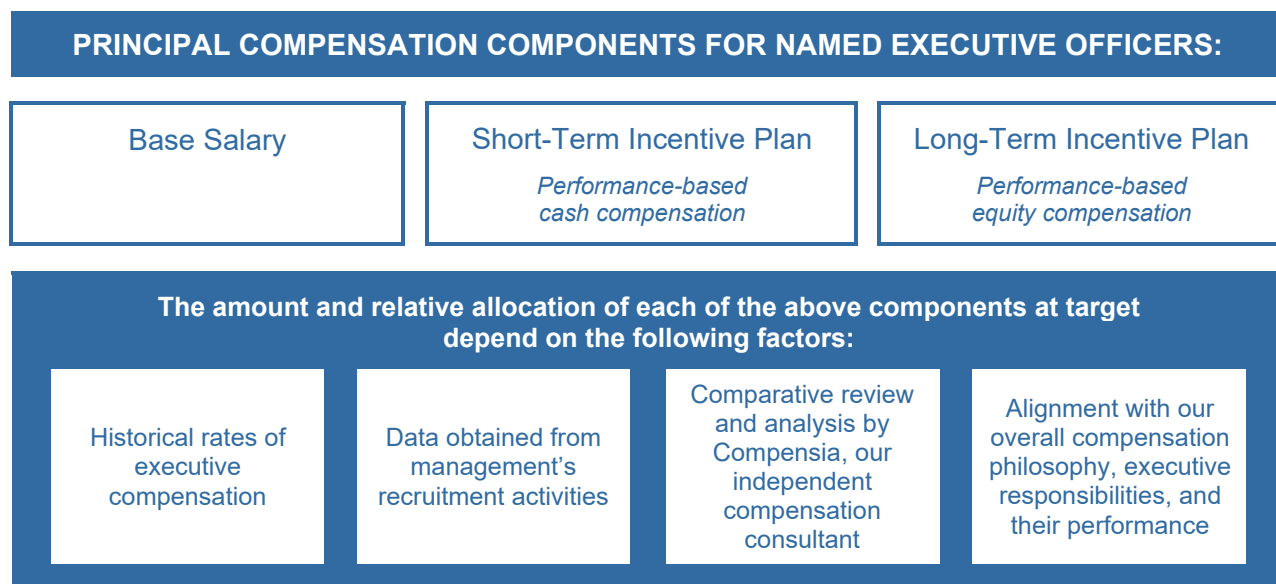 PRINCIPAL COMPENSATION COMPONENTS FOR NAMED EXECUTIVE OFFICERS:
Base Salary
Short-Term Incentive Plan
Performance-based
cash compensation
Long-Term Incentive Plan
Performance-based
equity compensation
The amount and relative allocation of each of the above components at target
depend on the following factors:
Historical rates of
executive
compensation
Data obtained from
management’s
recruitment activities
Comparative review
and analysis by
Compensia, our
independent
compensation
consultant
Alignment with our
overall compensation
philosophy, executive
responsibilities, and
their performance